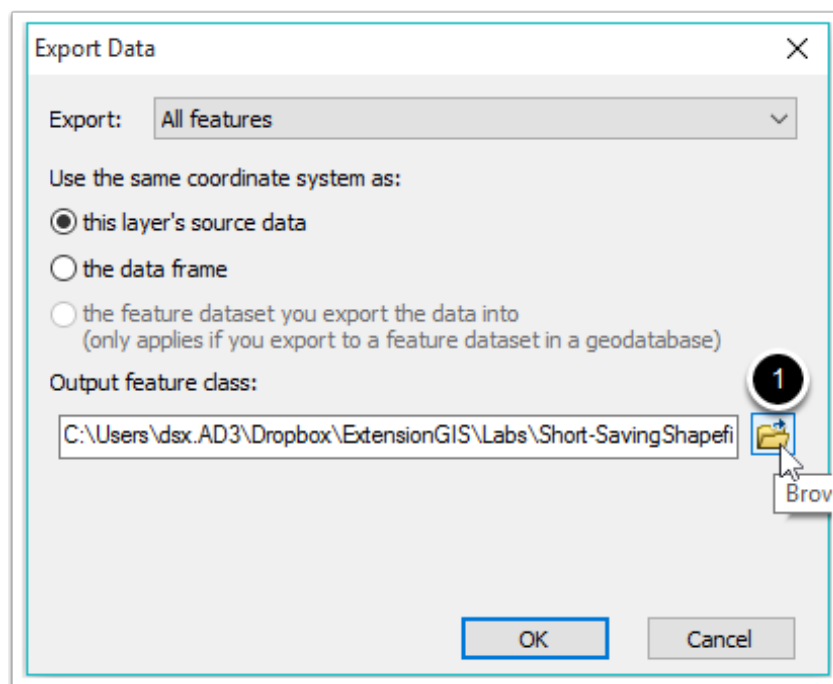 Export Data
Export: All features
Use the same coordinate system as:
this layer's source data
the data frame
the feature dataset you export the data into
(only applies if you export to a feature dataset in a geodatabase)
Output feature class:
1
C:\Users\dsx.AD3\Dropbox\ExtensionGIS\Labs\Short-SavingShapefi
Brow
OK Cancel